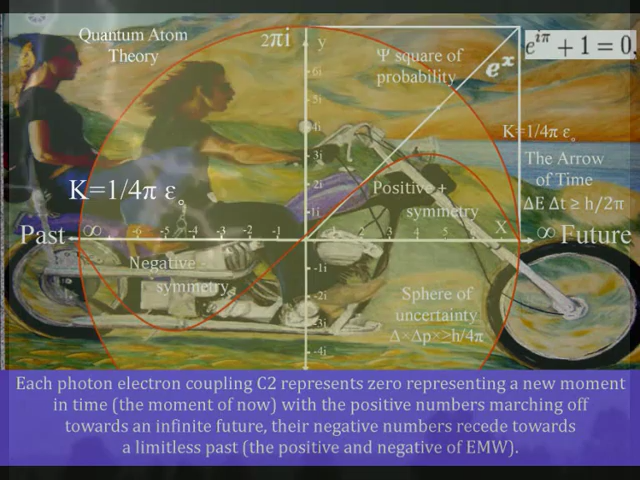 Quantum Atom
Theory
2πi
y
e^{iπ} + 1 = 0,
Ψ square of
probability
e^x
6i
5i
4i
3i
2i
1i
K=1/4π ε₀
The Arrow
of Time
ΔE Δt ≥ h/2π
K=1/4π ε₀
Positive +
symmetry
Past
∞
-6 -5 -4 -3 -2 -1
1 2 3 4 5 6
X
∞ Future
Negative -
symmetry
-1i
-2i
-3i
-4i
Sphere of
uncertainty
Δ×Δp×>h/4π
Each photon electron coupling C2 represents zero representing a new moment
in time (the moment of now) with the positive numbers marching off
towards an infinite future, their negative numbers recede towards
a limitless past (the positive and negative of EMW).